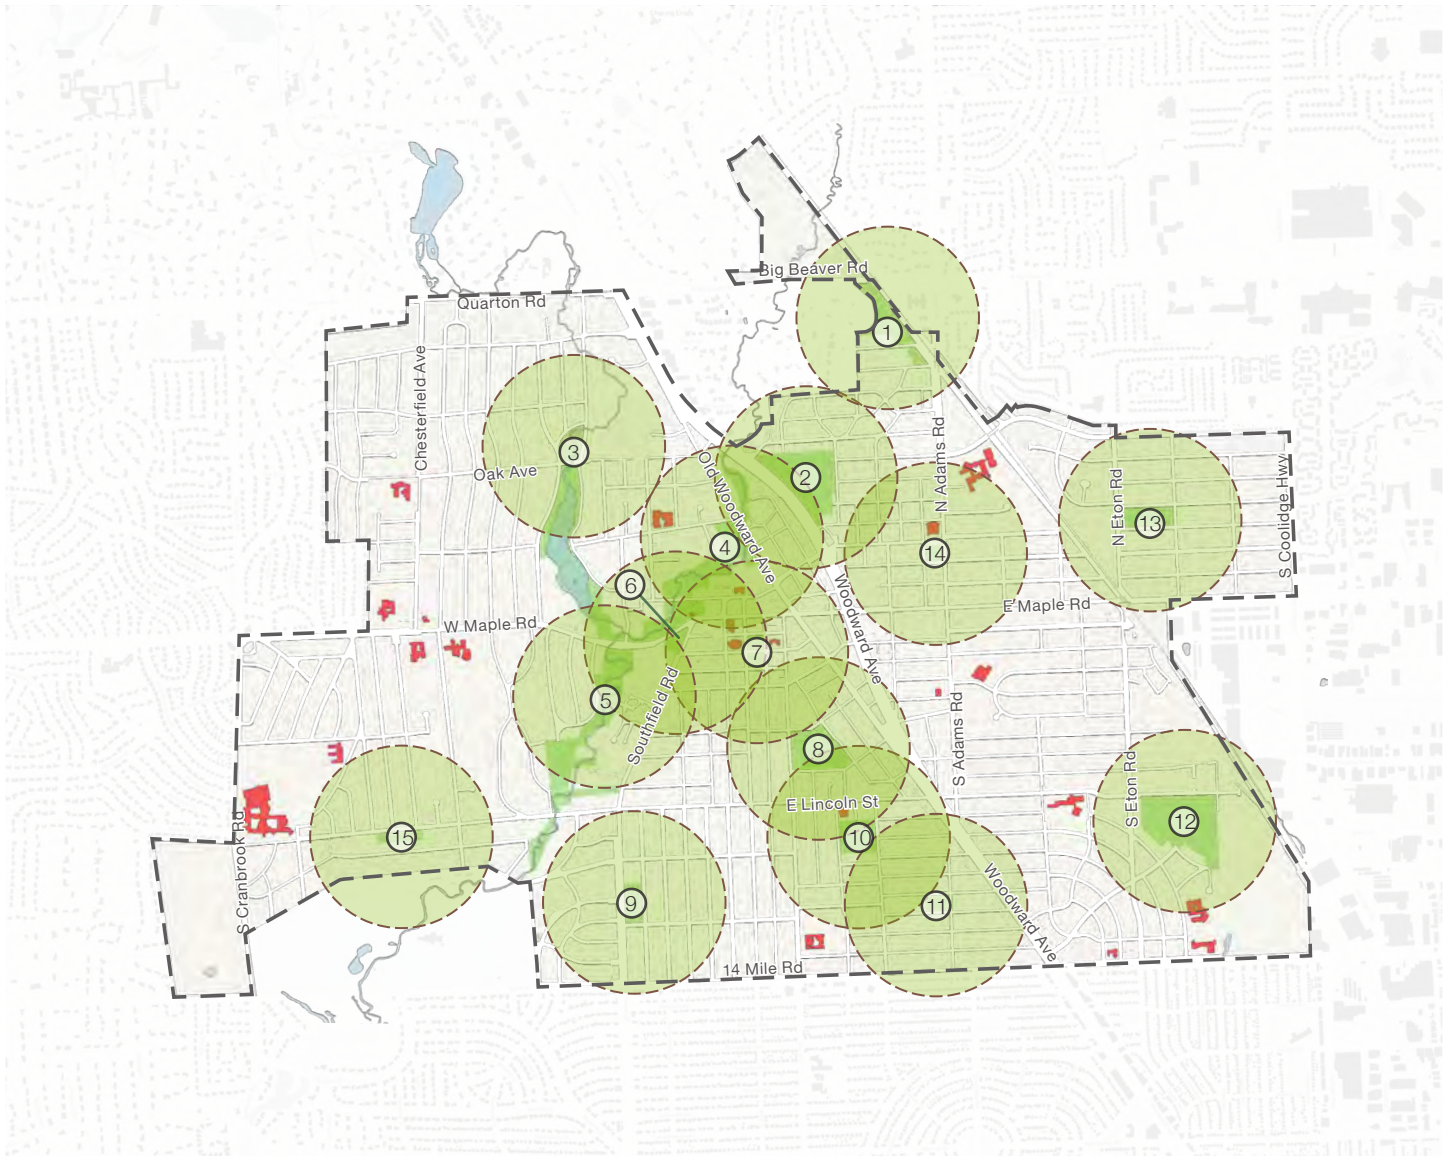 Big Beaver Rd
Quarton Rd
1
Chesterfield Ave
N Adams Rd
3
Oak Ave
Old Woodward Ave
2
N Eton Rd
S Coolidge Hwy
13
4
14
6
Woodward Ave
E Maple Rd
W Maple Rd
7
5
Southfield Rd
S Adams Rd
8
S Eton Rd
E Lincoln St
12
15
10
S Cranbrook Rd
9
11
Woodward Ave
14 Mile Rd